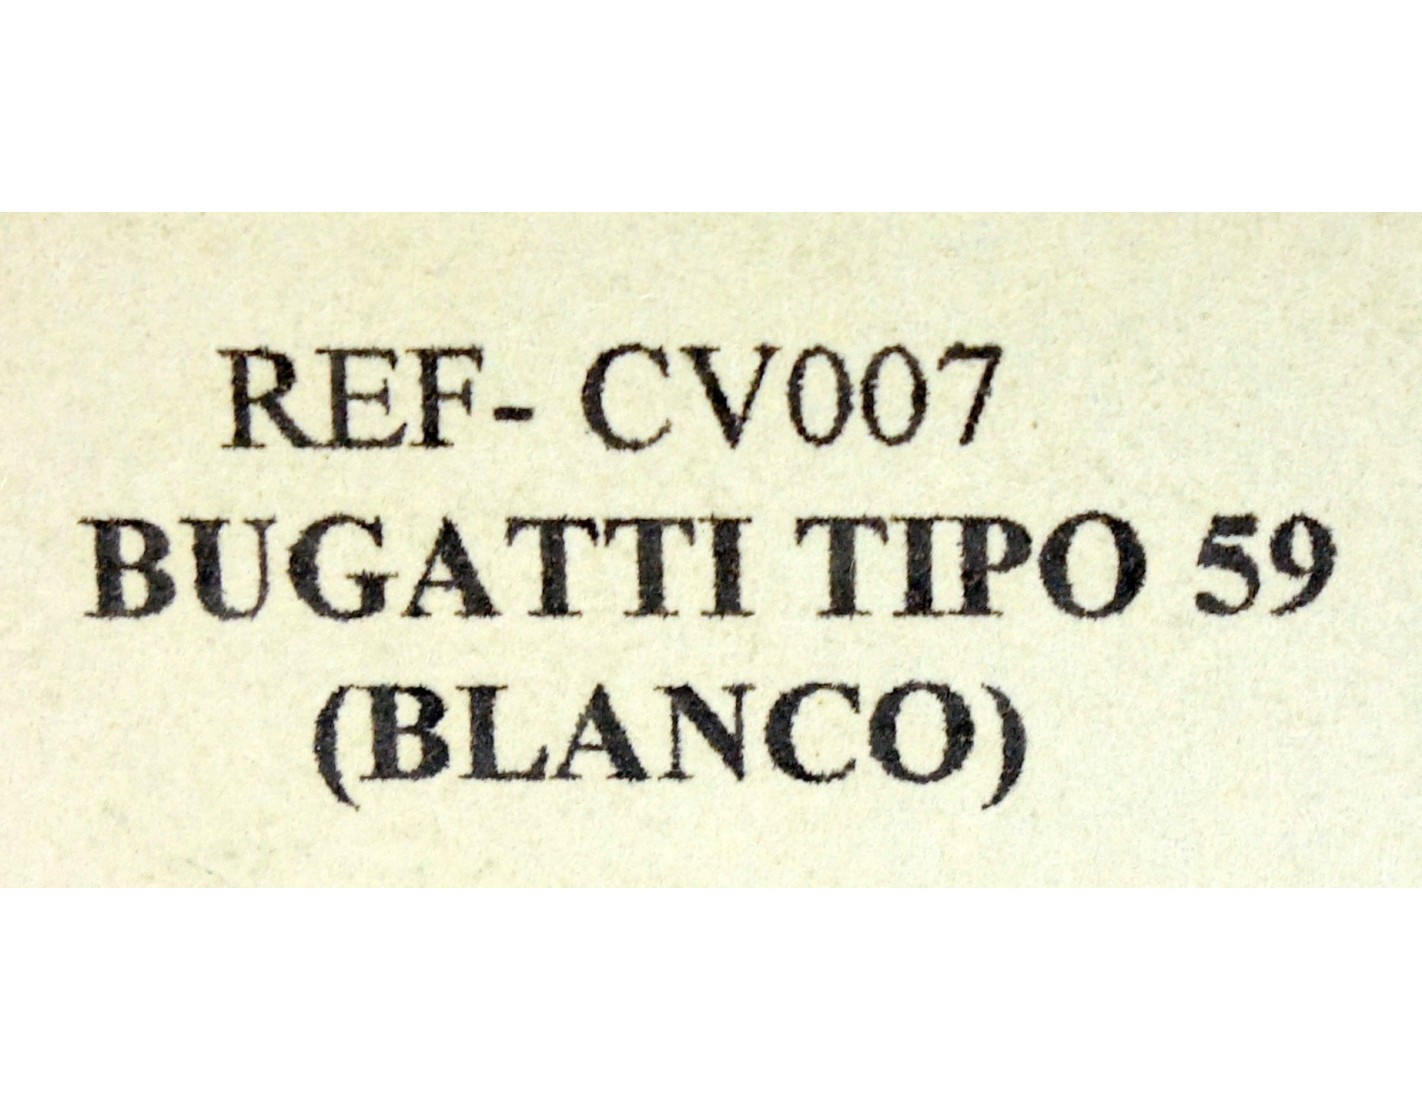 REF- CV007
BUGATTI TIPO 59
(BLANCO)